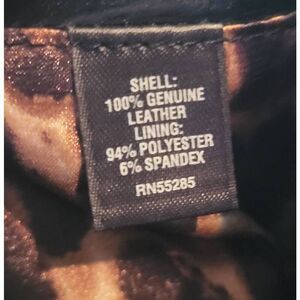 SHELL:
100% GENUINE
LEATHER
LINING:
94% POLYESTER
6% SPANDEX
RN55285